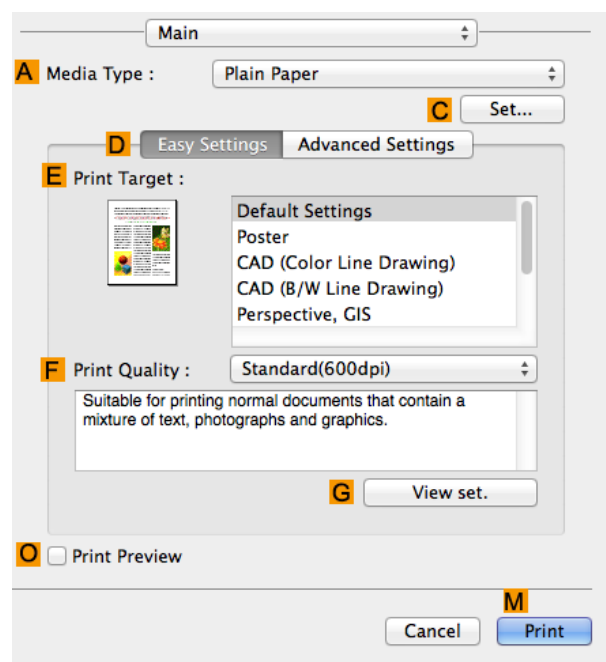 Main
A Media Type : Plain Paper
C Set...
D Easy Settings Advanced Settings
E Print Target :
Default Settings
Poster
CAD (Color Line Drawing)
CAD (B/W Line Drawing)
Perspective, GIS
F Print Quality : Standard(600dpi)
Suitable for printing normal documents that contain a
mixture of text, photographs and graphics.
G View set.
O Print Preview
M
Cancel Print